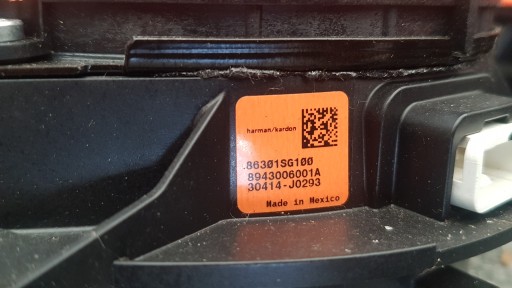 harman/kardon
86301SG100
8943006001A
30414-J0293
Made in Mexico